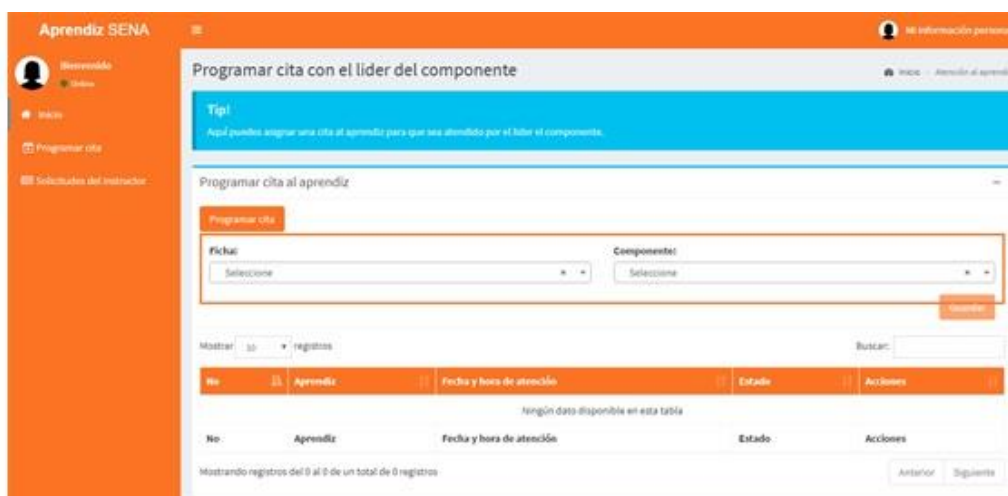 Aprendiz SENA
Mi información persona
Bienvenido
Online
Inicio
Programar cita
Solicitudes del instructor
Programar cita con el lider del componente
Inicio Atención al aprendi
Tip!
Aquí puedes asignar una cita al aprendiz para que sea atendido por el líder el componente.
Programar cita al aprendiz
Programar cita
Ficha: Componente:
Seleccione Seleccione
Guardar
Mostrar 10 registros Buscar:
No Aprendiz Fecha y hora de atención Estado Acciones
Ningún dato disponible en esta tabla
No Aprendiz Fecha y hora de atención Estado Acciones
Mostrando registros del 0 al 0 de un total de 0 registros
Anterior Siguiente